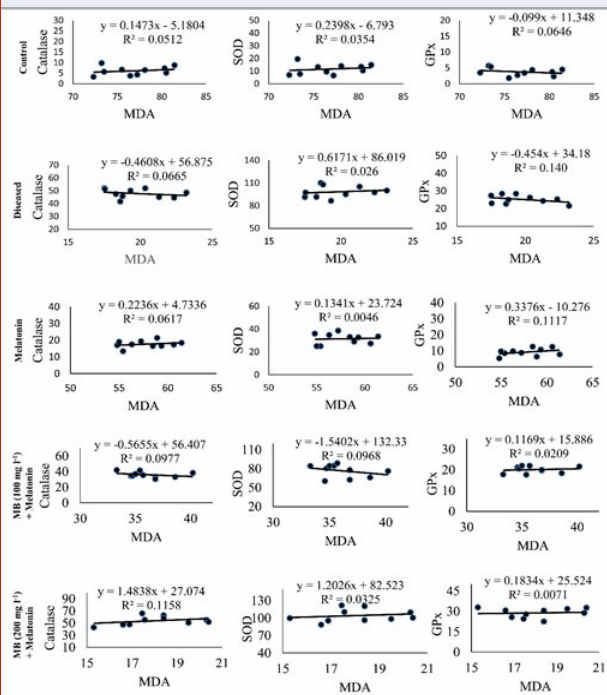 Control
Catalase
30
25
20
15
10
5
0
y = 0.1473x - 5.1804
R² = 0.0512
70 75 80 85
MDA
SOD
50
40
30
20
10
0
y = 0.2398x - 6.793
R² = 0.0354
70 75 80 85
MDA
GPx
20
15
10
5
0
y = -0.099x + 11.348
R² = 0.0646
70 75 80 85
MDA
Diseased
Catalase
70
60
50
40
30
20
y = -0.4608x + 56.875
R² = 0.0665
15 20 25
MDA
SOD
140
100
50
y = 0.6171x + 86.019
R² = 0.026
15 20 25
MDA
GPx
50
40
30
20
10
y = -0.454x + 34.18
R² = 0.140
15 20 25
MDA
Melatonin
Catalase
40
30
20
10
0
y = 0.2236x + 4.7336
R² = 0.0617
50 55 60 65
MDA
SOD
60
40
20
0
y = 0.1341x + 23.724
R² = 0.0046
50 55 60 65
MDA
GPx
40
30
20
10
0
y = 0.3376x - 10.276
R² = 0.1117
50 55 60 65
MDA
MB (100 mg l⁻¹)
+ Melatonin
Catalase
60
40
20
0
y = -0.5655x + 56.407
R² = 0.0977
30 35 40
MDA
SOD
110
80
50
20
y = -1.5402x + 132.33
R² = 0.0968
30 35 40
MDA
GPx
30
20
10
0
y = 0.1169x + 15.886
R² = 0.0209
30 35 40
MDA
MB (200 mg l⁻¹)
+ Melatonin
Catalase
90
70
50
30
10
y = 1.4838x + 27.074
R² = 0.1158
15 17 19 21
MDA
SOD
130
100
70
40
y = 1.2026x + 82.523
R² = 0.0325
15 17 19 21
MDA
GPx
45
30
15
0
y = 0.1834x + 25.524
R² = 0.0071
15 17 19 21
MDA